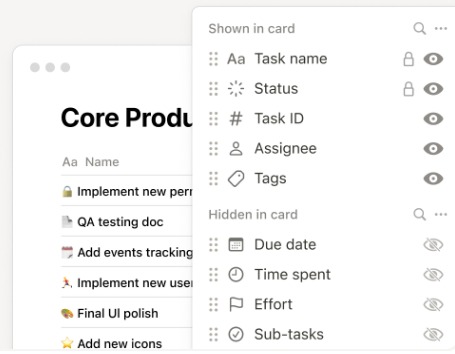 Shown in card
Aa Task name
Status
# Task ID
Assignee
Tags
Hidden in card
Due date
Time spent
Effort
Sub-tasks
Core Produ
Aa Name
Implement new per
QA testing doc
Add events tracking
Implement new use
Final UI polish
Add new icons